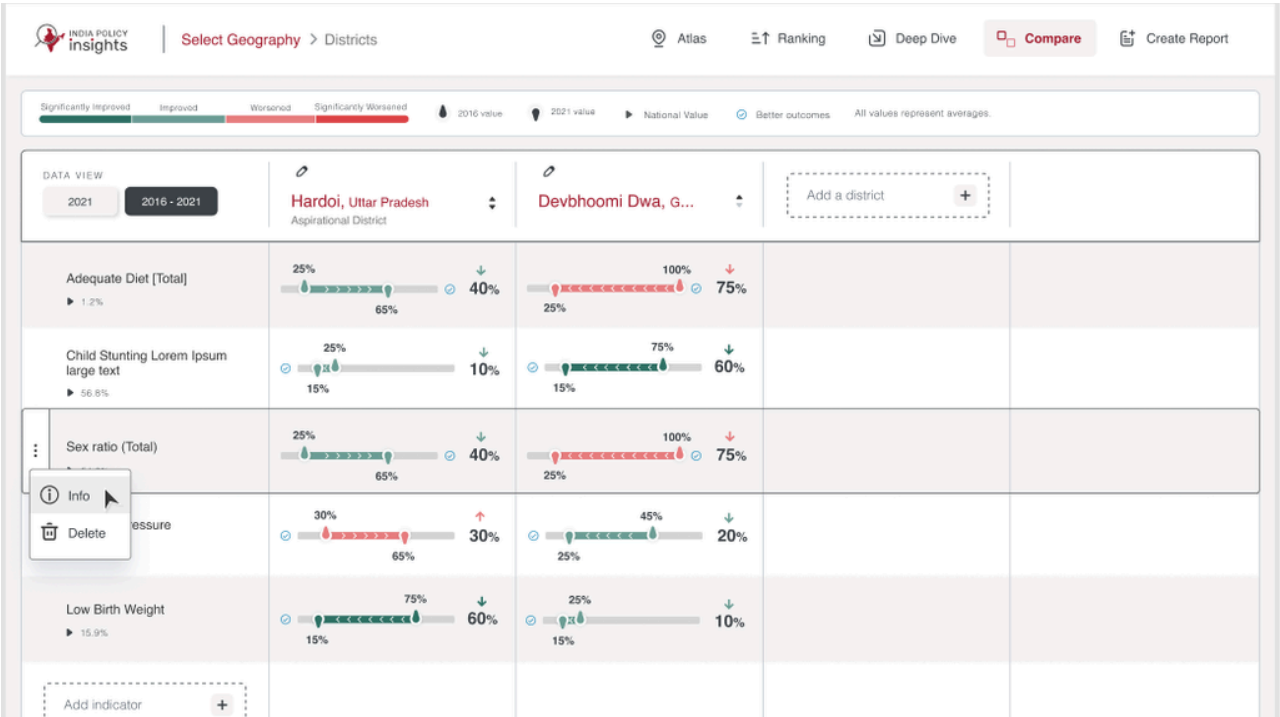 INDIA POLICY
insights
Select Geography > Districts
Atlas
Ranking
Deep Dive
Compare
Create Report
Significantly Improved
Improved
Worsened
Significantly Worsened
2016 value
2021 value
National Value
Better outcomes
All values represent averages.
DATA VIEW
2021
2016 - 2021
Hardoi, Uttar Pradesh
Aspirational District
Devbhoomi Dwa, G...
Add a district +
Adequate Diet [Total]
1.2%
25%
65%
40%
100%
25%
75%
Child Stunting Lorem Ipsum
large text
56.8%
25%
15%
10%
75%
15%
60%
Sex ratio (Total)
25%
65%
40%
100%
25%
75%
Info
Delete
essure
30%
65%
30%
45%
25%
20%
Low Birth Weight
15.9%
75%
15%
60%
25%
15%
10%
Add indicator +